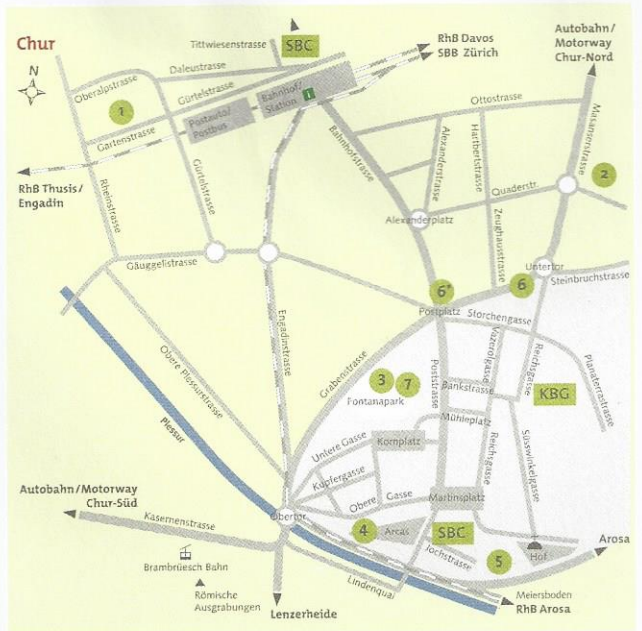 Chur
N
Tittwiesenstrasse
SBC
RhB Davos
SBB Zürich
Autobahn/
Motorway
Chur-Nord
Daleustrasse
Oberalpstrasse
Gürtelstrasse
Bahnhof/
Station
i
Postauto/
Postbus
1
Gartenstrasse
Ottostrasse
Masanserstrasse
Bahnhofstrasse
Alexanderstrasse
Hartbertstrasse
RhB Thusis/
Engadin
Rheinstrasse
Gürtelstrasse
Quaderstr.
2
Alexanderplatz
Zeughausstrasse
Gäuggelistrasse
Untertor
Steinbruchstrasse
6*
6
Postplatz
Storchengasse
Engadinstrasse
Obere Plessurstrasse
Plessur
Grabenstrasse
3
7
Fontanapark
Poststrasse
Vazerolgasse
Bankstrasse
Reichsgasse
KBG
Planaterrastrasse
Mühleplatz
Untere Gasse
Kornplatz
Reichsgasse
Süsswinkelgasse
Kupfergasse
Obere Gasse
Martinsplatz
Autobahn/Motorway
Chur-Süd
Kasernenstrasse
Obertor
4
Arcas
SBC
Jochstrasse
5
Hof
Arosa
Brambrüesch Bahn
Römische
Ausgrabungen
Lindenquai
Lenzerheide
Meiersboden
RhB Arosa